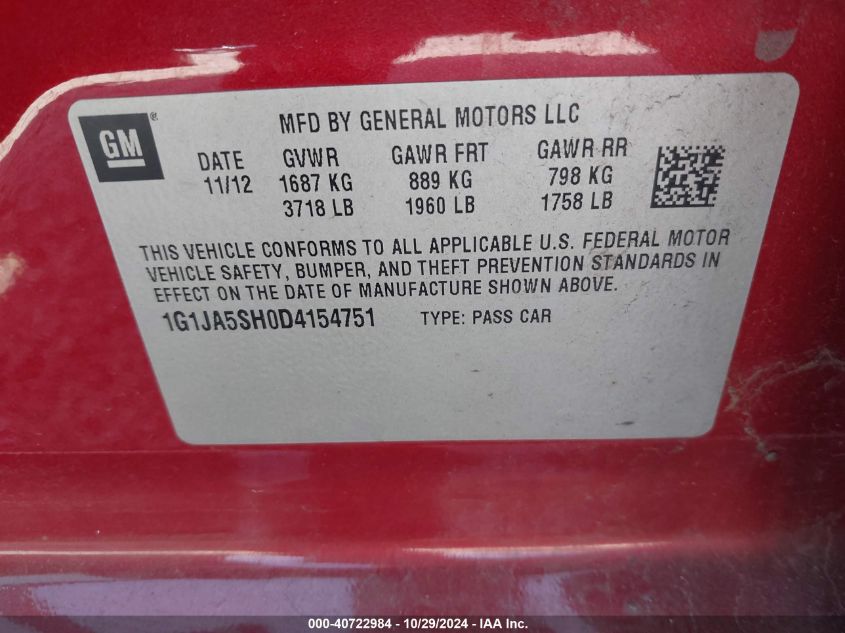 GM ®
MFD BY GENERAL MOTORS LLC
DATE GVWR GAWR FRT GAWR RR
11/12 1687 KG 889 KG 798 KG
3718 LB 1960 LB 1758 LB
THIS VEHICLE CONFORMS TO ALL APPLICABLE U.S. FEDERAL MOTOR
VEHICLE SAFETY, BUMPER, AND THEFT PREVENTION STANDARDS IN
EFFECT ON THE DATE OF MANUFACTURE SHOWN ABOVE.
1G1JA5SH0D4154751 TYPE: PASS CAR
000-40722984 - 10/29/2024 - IAA Inc.